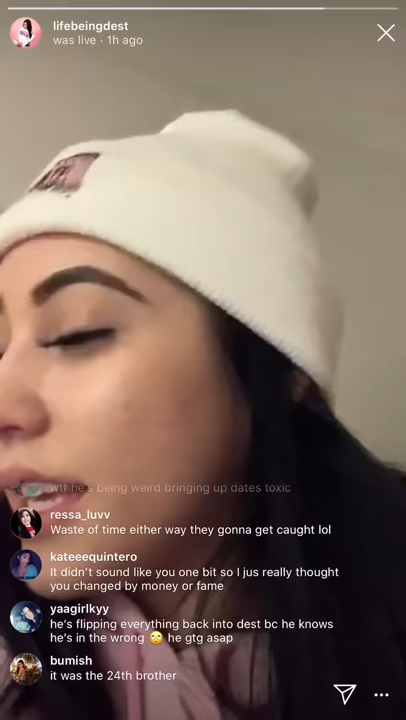 lifebeingdest
was live · 1h ago
wtf he's being weird bringing up dates toxic
ressa_luvv
Waste of time either way they gonna get caught lol
kateeequintero
It didn't sound like you one bit so I jus really thought
you changed by money or fame
yaagirlkyy
he's flipping everything back into dest bc he knows
he's in the wrong 🙄 he gtg asap
bumish
it was the 24th brother